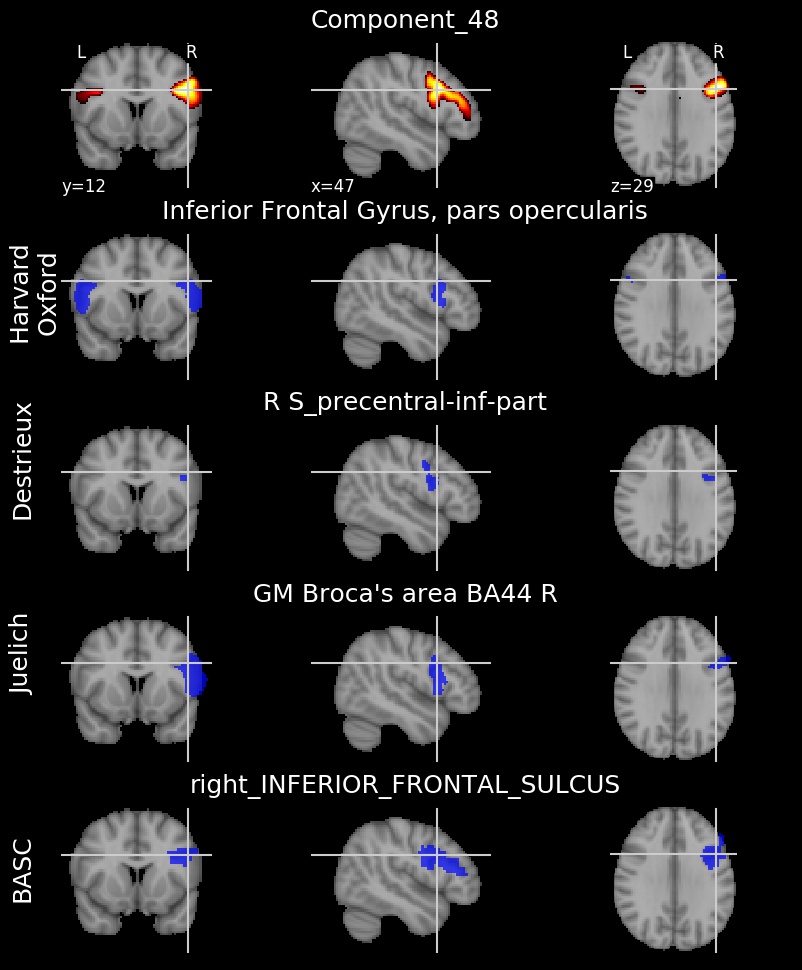 Component_48
L R
L R
y=12
x=47
z=29
Inferior Frontal Gyrus, pars opercularis
Harvard
Oxford
R S_precentral-inf-part
Destrieux
GM Broca's area BA44 R
Juelich
right_INFERIOR_FRONTAL_SULCUS
BASC